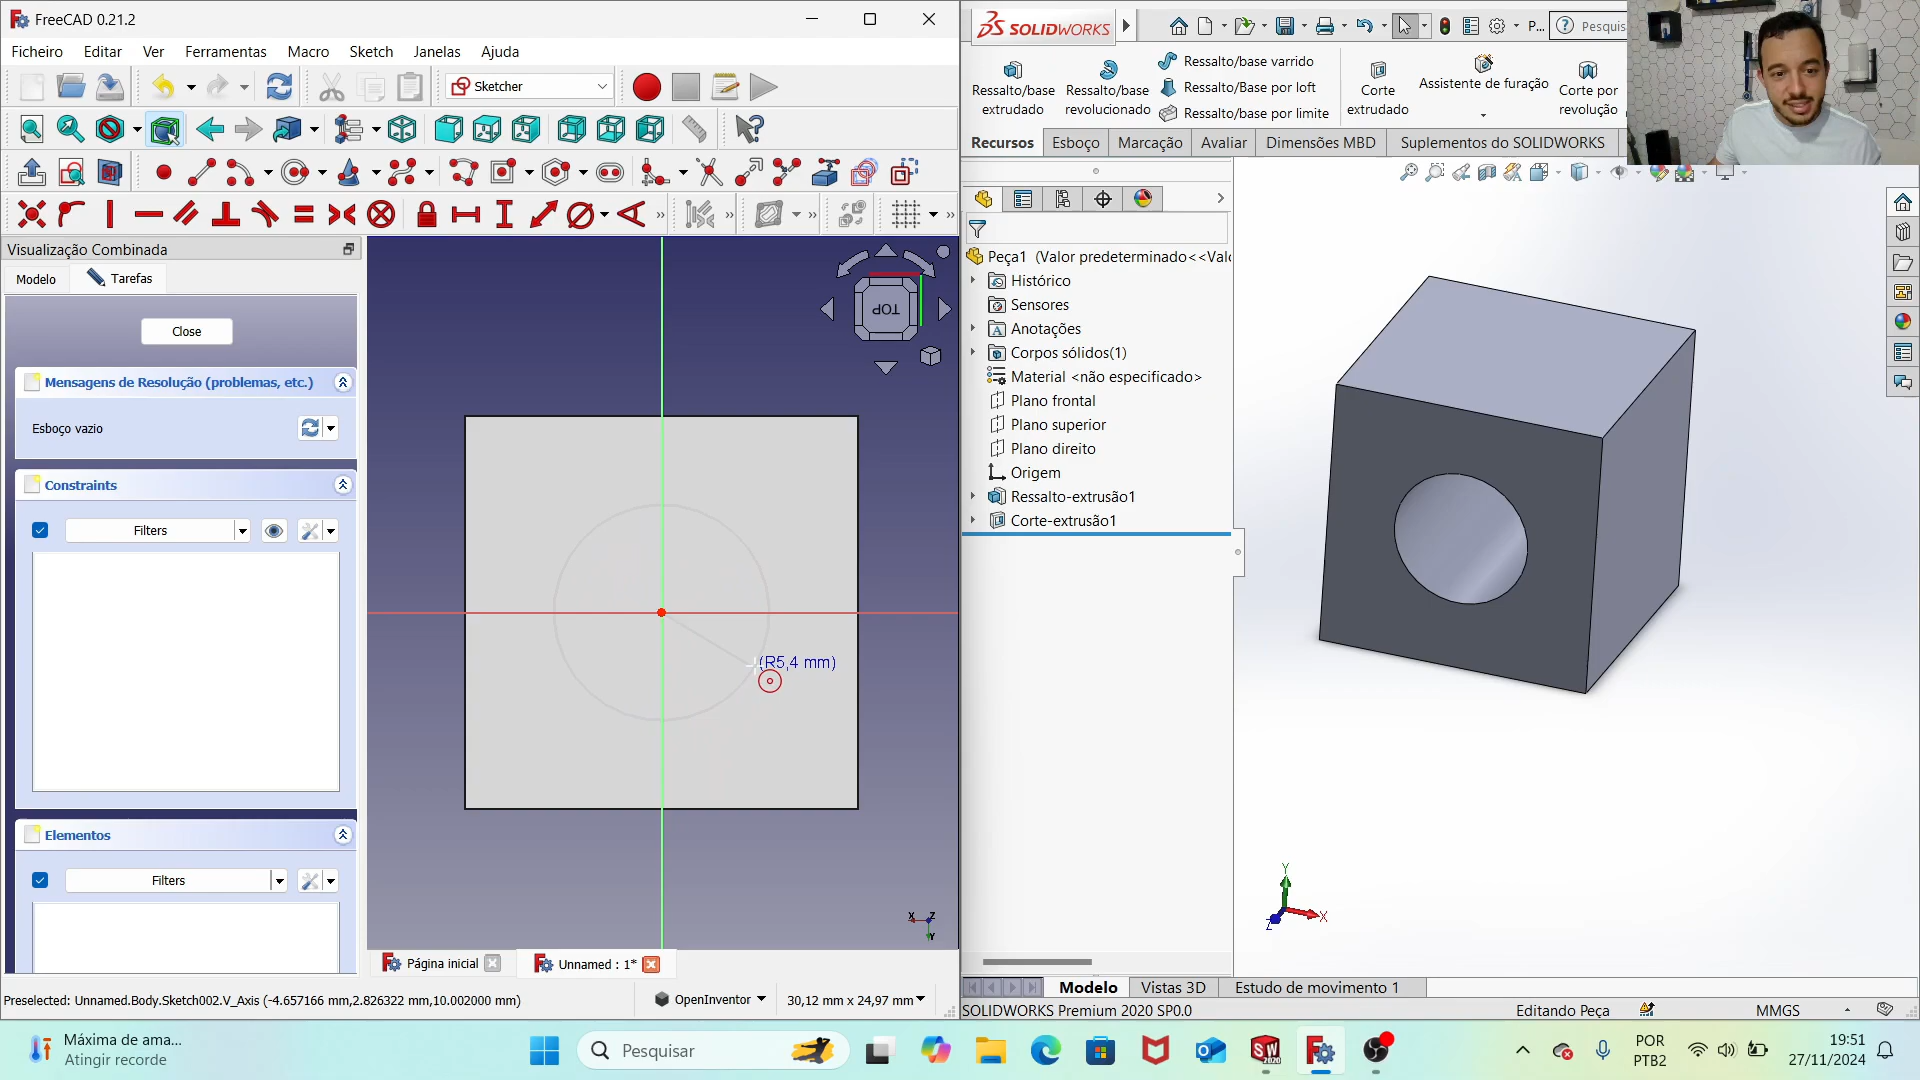 FreeCAD 0.21.2
Ficheiro Editar Ver Ferramentas Macro Sketch Janelas Ajuda
Sketcher
Visualização Combinada
Modelo Tarefas
Close
Mensagens de Resolução (problemas, etc.)
Esboço vazio
Constraints
Filters
Elementos
Filters
TOP
(R5,4 mm)
X Z
Y
Página inicial
Unnamed : 1*
Preselected: Unnamed.Body.Sketch002.V_Axis (-4.657166 mm,2.826322 mm,10.002000 mm)
OpenInventor
30,12 mm x 24,97 mm
SOLIDWORKS
P...
Pesquis
Ressalto/base extrudado
Ressalto/base revolucionado
Ressalto/base varrido
Ressalto/Base por loft
Ressalto/base por limite
Corte extrudado
Assistente de furação
Corte por revolução
Recursos Esboço Marcação Avaliar Dimensões MBD Suplementos do SOLIDWORKS
Peça1 (Valor predeterminado<<Val
Histórico
Sensores
Anotações
Corpos sólidos(1)
Material <não especificado>
Plano frontal
Plano superior
Plano direito
Origem
Ressalto-extrusão1
Corte-extrusão1
Y
X
Z
Modelo Vistas 3D Estudo de movimento 1
SOLIDWORKS Premium 2020 SP0.0
Editando Peça
MMGS
Máxima de ama...
Atingir recorde
Pesquisar
SW
2020
POR
PTB2
19:51
27/11/2024